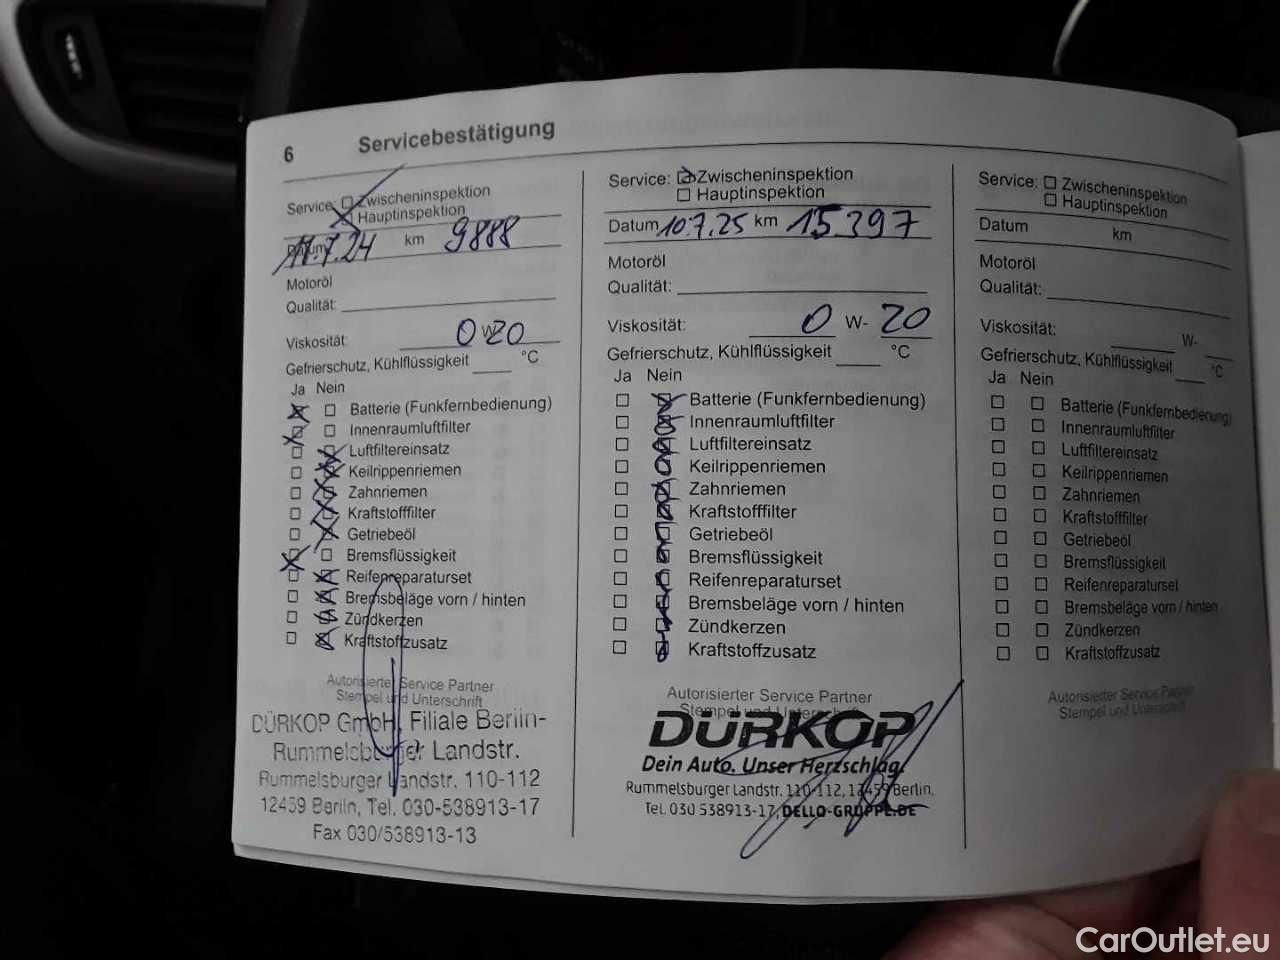 6 Servicebestätigung
Service: Zwischeninspektion
Hauptinspektion
Datum 11.7.24 km 9888
Motoröl
Qualität:
Viskosität: 0 W 20
Gefrierschutz, Kühlflüssigkeit °C
Ja Nein
Batterie (Funkfernbedienung)
Innenraumluftfilter
Luftfiltereinsatz
Keilrippenriemen
Zahnriemen
Kraftstofffilter
Getriebeöl
Bremsflüssigkeit
Reifenreparaturset
Bremsbeläge vorn / hinten
Zündkerzen
Kraftstoffzusatz
Autorisierter Service Partner
Stempel und Unterschrift
DÜRKOP GmbH, Filiale Berlin-
Rummelsburger Landstr.
Rummelsburger Landstr. 110-112
12459 Berlin, Tel. 030-538913-17
Fax 030/538913-13
Service: Zwischeninspektion
Hauptinspektion
Datum 10.7.25 km 15397
Motoröl
Qualität:
Viskosität: 0 W- 20
Gefrierschutz, Kühlflüssigkeit °C
Ja Nein
Batterie (Funkfernbedienung)
Innenraumluftfilter
Luftfiltereinsatz
Keilrippenriemen
Zahnriemen
Kraftstofffilter
Getriebeöl
Bremsflüssigkeit
Reifenreparaturset
Bremsbeläge vorn / hinten
Zündkerzen
Kraftstoffzusatz
Autorisierter Service Partner
Stempel und Unterschrift
DÜRKOP
Dein Auto. Unser Herzschlag.
Rummelsburger Landstr. 110-112, 12459 Berlin,
Tel. 030 538913-17, DELLO-GRUPPE.DE
Service: Zwischeninspektion
Hauptinspektion
Datum km
Motoröl
Qualität:
Viskosität: W-
Gefrierschutz, Kühlflüssigkeit °C
Ja Nein
Batterie (Funkfernbedienung)
Innenraumluftfilter
Luftfiltereinsatz
Keilrippenriemen
Zahnriemen
Kraftstofffilter
Getriebeöl
Bremsflüssigkeit
Reifenreparaturset
Bremsbeläge vorn / hinten
Zündkerzen
Kraftstoffzusatz
Autorisierter Service Partner
Stempel und Unterschrift
CarOutlet.eu